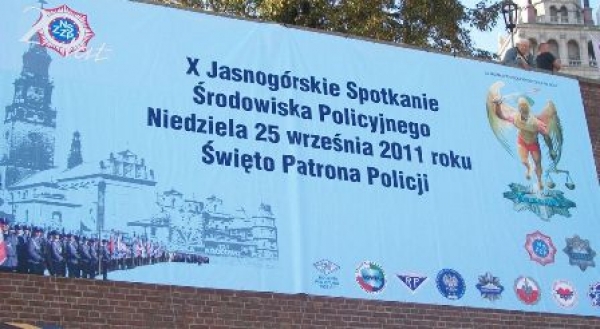 X Jasnogórskie Spotkanie
Środowiska Policyjnego
Niedziela 25 września 2011 roku
Święto Patrona Policji